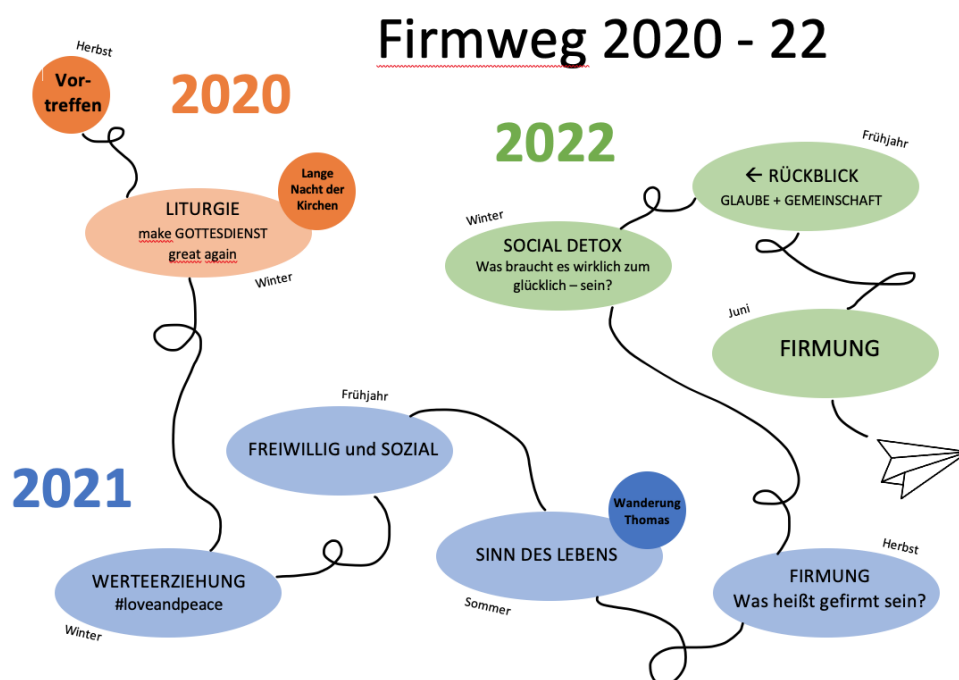 Firmweg 2020 - 22
Herbst
Vor-
treffen
2020
Lange
Nacht der
Kirchen
LITURGIE
make GOTTESDIENST
great again
Winter
2021
WERTEERZIEHUNG
#loveandpeace
Winter
Frühjahr
FREIWILLIG und SOZIAL
Wanderung
Thomas
SINN DES LEBENS
Sommer
Herbst
FIRMUNG
Was heißt gefirmt sein?
2022
Winter
SOCIAL DETOX
Was braucht es wirklich zum
glücklich – sein?
Frühjahr
← RÜCKBLICK
GLAUBE + GEMEINSCHAFT
Juni
FIRMUNG